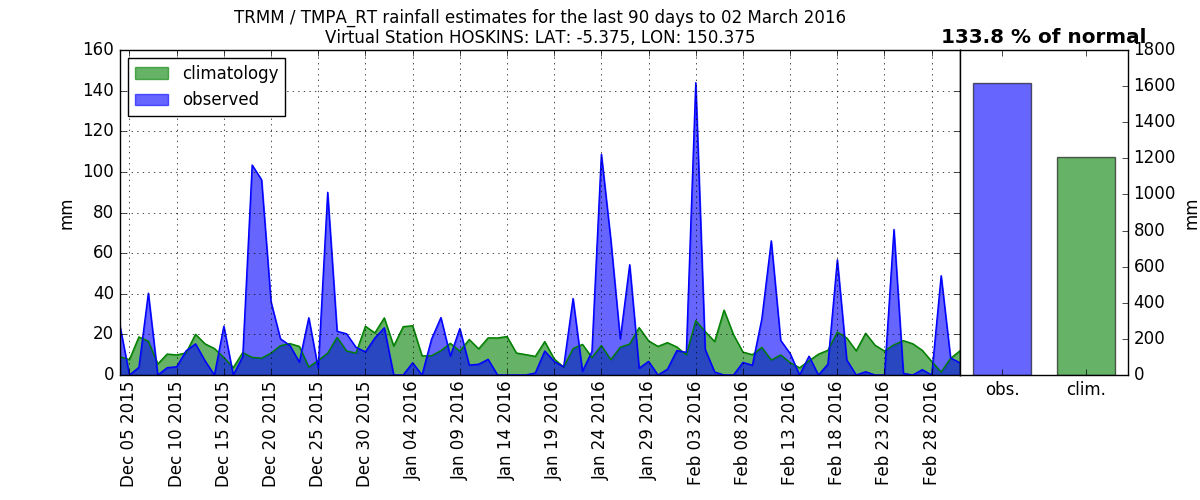 TRMM / TMPA_RT rainfall estimates for the last 90 days to 02 March 2016
Virtual Station HOSKINS: LAT: -5.375, LON: 150.375
133.8 % of normal
climatology
observed
mm
160
140
120
100
80
60
40
20
0
Dec 05 2015
Dec 10 2015
Dec 15 2015
Dec 20 2015
Dec 25 2015
Dec 30 2015
Jan 04 2016
Jan 09 2016
Jan 14 2016
Jan 19 2016
Jan 24 2016
Jan 29 2016
Feb 03 2016
Feb 08 2016
Feb 13 2016
Feb 18 2016
Feb 23 2016
Feb 28 2016
obs.
clim.
1800
1600
1400
1200
1000
800
600
400
200
0
mm